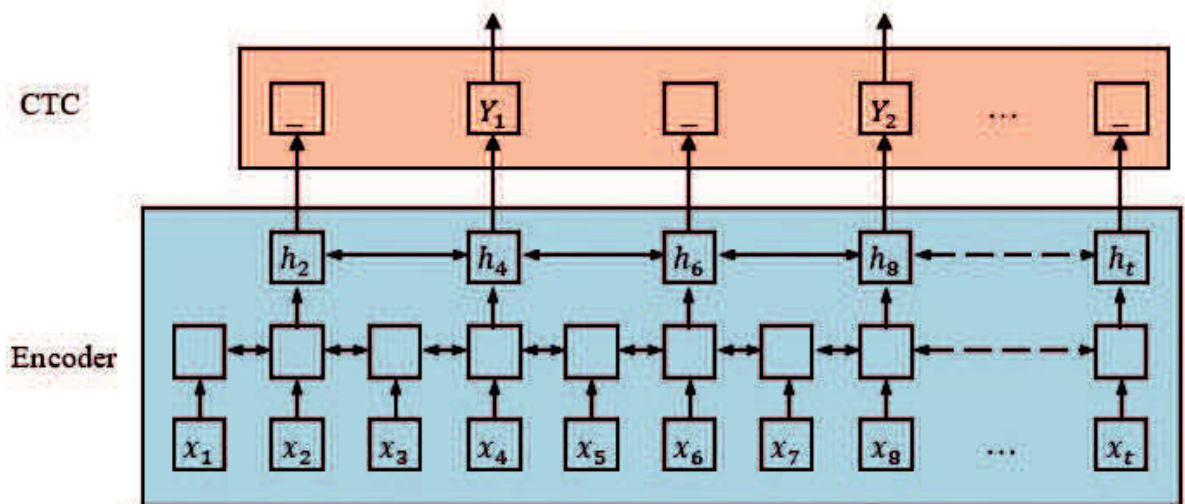 CTC
_ Y₁ _ Y₂ ... _
h₂ h₄ h₆ h₈ hₜ
Encoder
x₁ x₂ x₃ x₄ x₅ x₆ x₇ x₈ ... xₜ